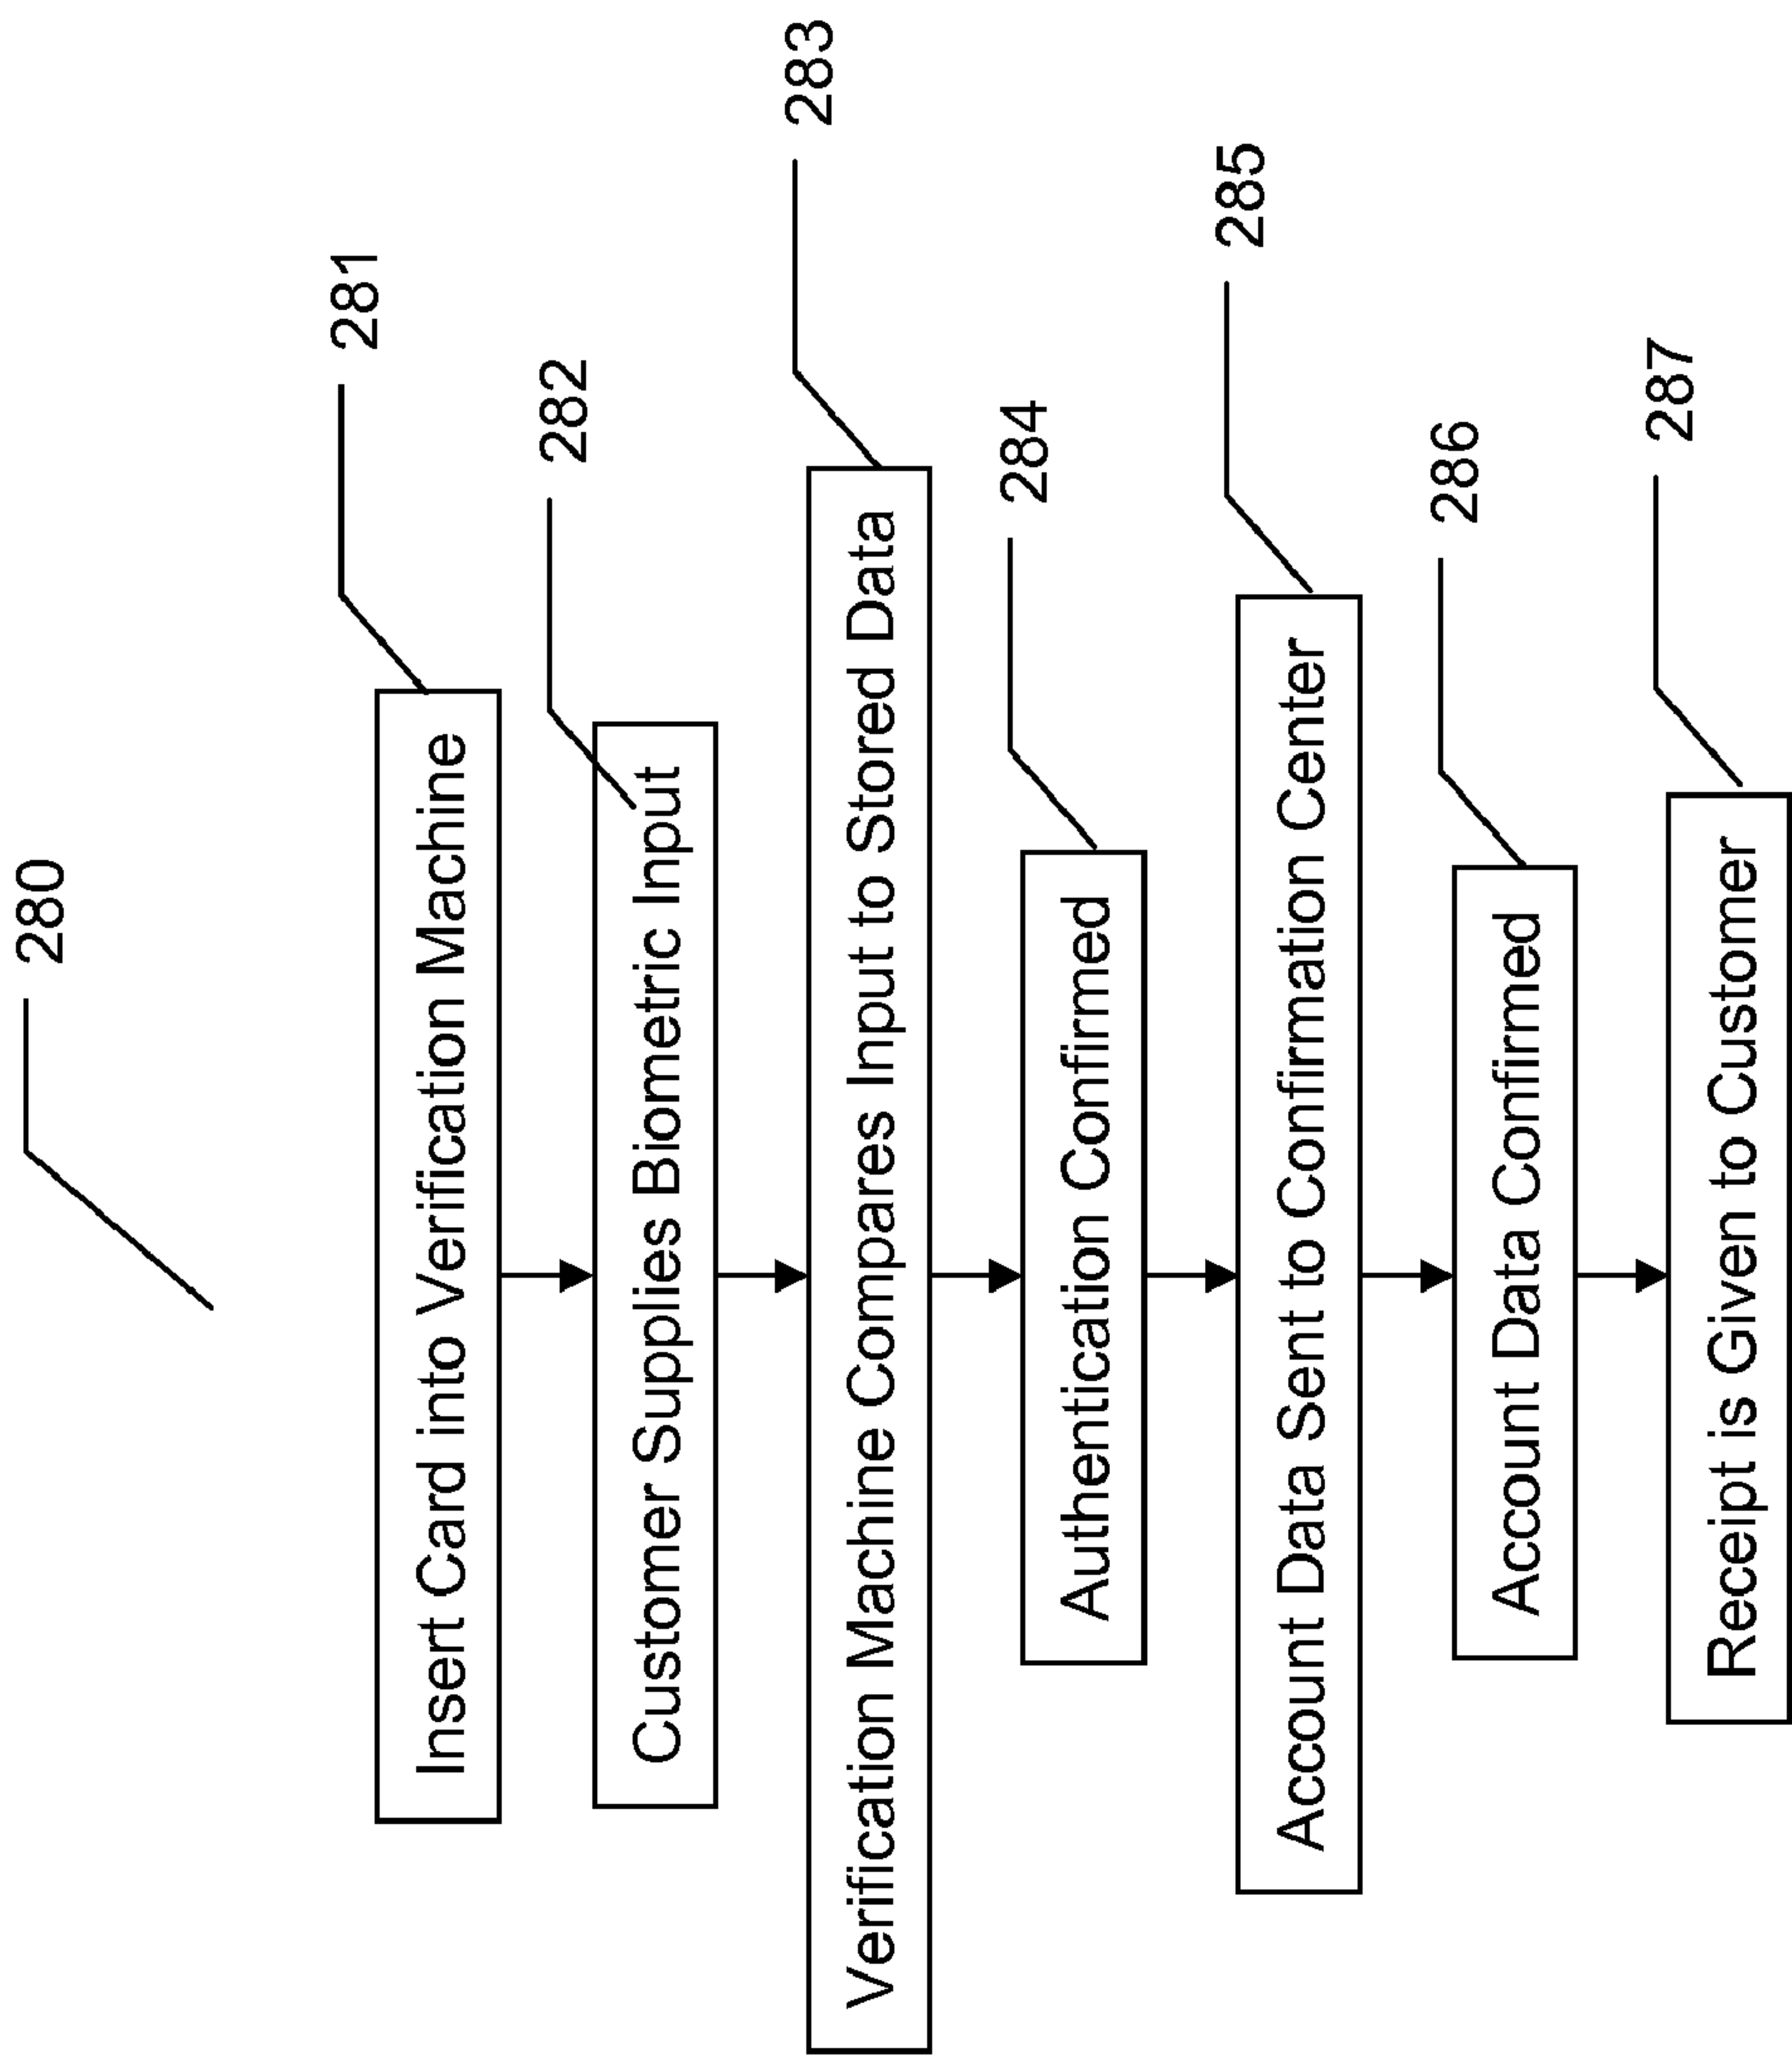 280
281
Insert Card into Verification Machine
282
Customer Supplies Biometric Input
283
Verification Machine Compares Input to Stored Data
284
Authentication Confirmed
285
Account Data Sent to Confirmation Center
286
Account Data Confirmed
287
Receipt is Given to Customer